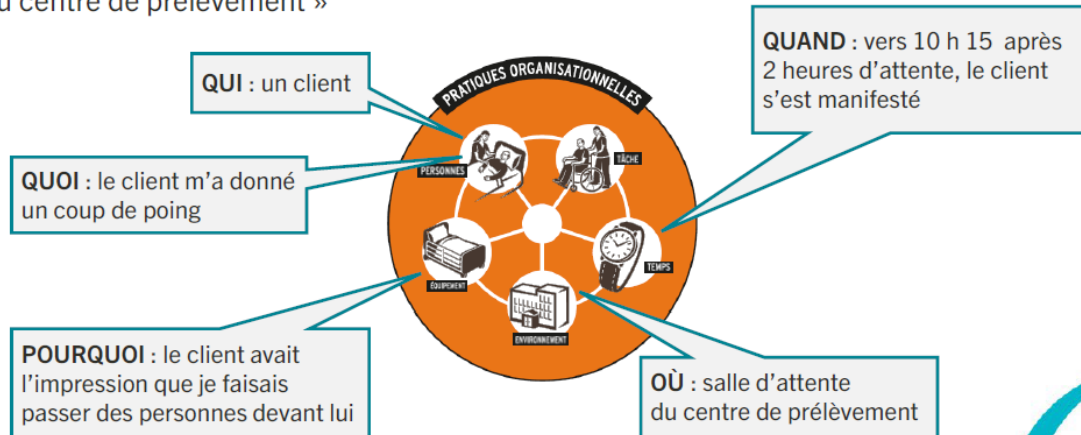 u centre de prélèvement »
QUI : un client
QUOI : le client m'a donné
un coup de poing
POURQUOI : le client avait
l'impression que je faisais
passer des personnes devant lui
PRATIQUES ORGANISATIONNELLES
PERSONNES
TÂCHE
ÉQUIPEMENT
TEMPS
ENVIRONNEMENT
QUAND : vers 10 h 15 après
2 heures d'attente, le client
s'est manifesté
OÙ : salle d'attente
du centre de prélèvement